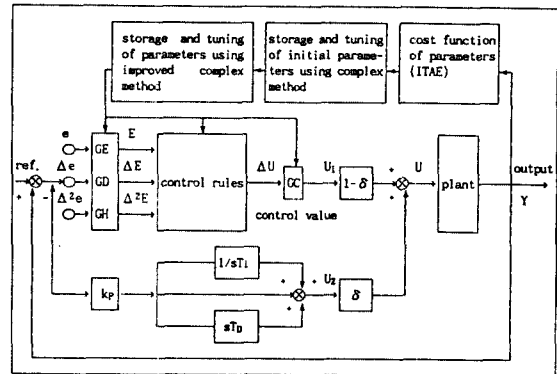 storage and tuning
of parameters using
improved complex
method
storage and tuning
of initial parame-
ters using complex
method
cost function
of parameters
(ITAE)
e
GE
E
ref.
Δe
GD
ΔE
Δ²e
GH
Δ²E
+
-
control rules
ΔU
GC
U₁
1-δ
+
+
U
plant
output
Y
control value
kₚ
1/sTᵢ
sT_D
+
+
+
+
U₂
δ